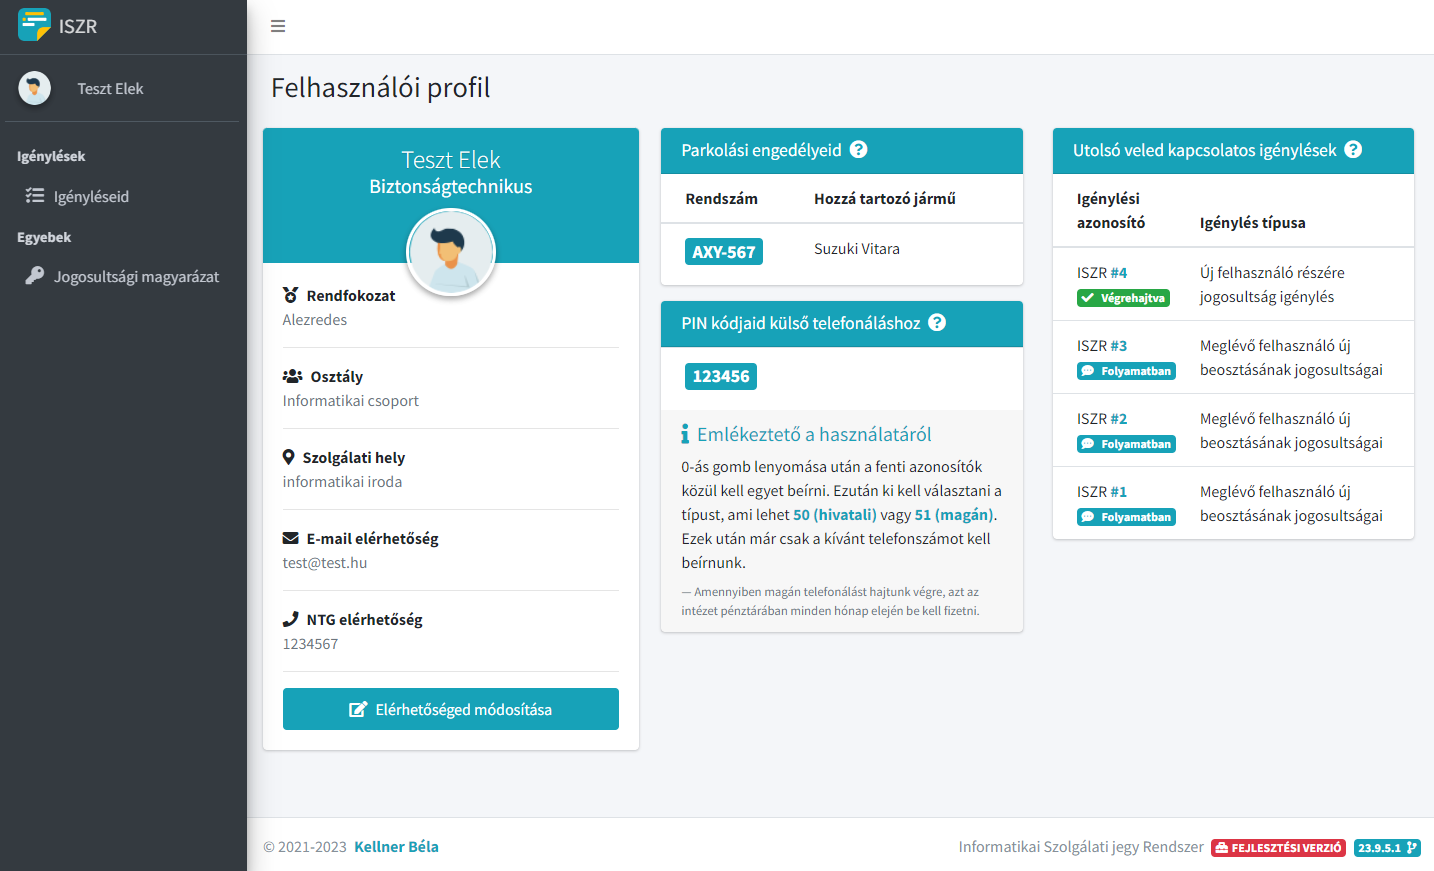 ISZR
Teszt Elek
Igénylések
Igényléseid
Egyebek
Jogosultsági magyarázat
Felhasználói profil
Teszt Elek
Biztonságtechnikus
Rendfokozat
Alezredes
Osztály
Informatikai csoport
Szolgálati hely
informatikai iroda
E-mail elérhetőség
test@test.hu
NTG elérhetőség
1234567
Elérhetőséged módosítása
Parkolási engedélyeid
Rendszám Hozzá tartozó jármű
AXY-567 Suzuki Vitara
PIN kódjaid külső telefonáláshoz
123456
Emlékeztető a használatáról
0-ás gomb lenyomása után a fenti azonosítók
közül kell egyet beírni. Ezután ki kell választani a
típust, ami lehet 50 (hivatali) vagy 51 (magán).
Ezek után már csak a kívánt telefonszámot kell
beírnunk.
— Amennyiben magán telefonálást hajtunk végre, azt az
intézet pénztárában minden hónap elején be kell fizetni.
Utolsó veled kapcsolatos igénylések
Igénylési
azonosító Igénylés típusa
ISZR #4 Új felhasználó részére
Végrehajtva jogosultság igénylés
ISZR #3 Meglévő felhasználó új
Folyamatban beosztásának jogosultságai
ISZR #2 Meglévő felhasználó új
Folyamatban beosztásának jogosultságai
ISZR #1 Meglévő felhasználó új
Folyamatban beosztásának jogosultságai
© 2021-2023 Kellner Béla
Informatikai Szolgálati jegy Rendszer FEJLESZTÉSI VERZIÓ 23.9.5.1